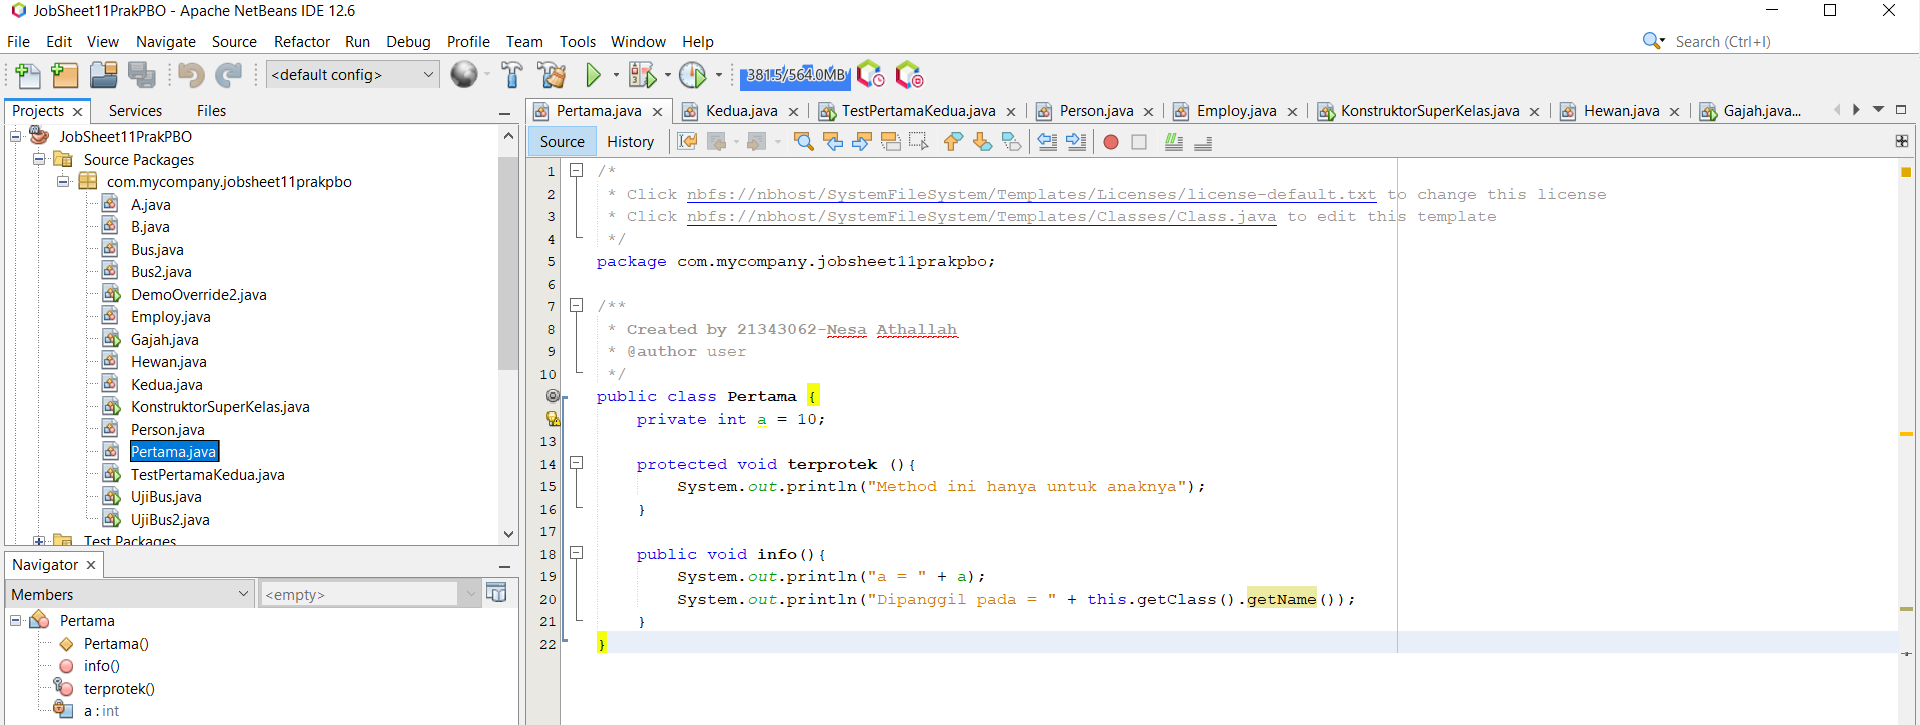 JobSheet11PrakPBO - Apache NetBeans IDE 12.6
File Edit View Navigate Source Refactor Run Debug Profile Team Tools Window Help
Search (Ctrl+I)
<default config>
381.5/564.0MB
Projects Services Files
JobSheet11PrakPBO
Source Packages
com.mycompany.jobsheet11prakpbo
A.java
B.java
Bus.java
Bus2.java
DemoOverride2.java
Employ.java
Gajah.java
Hewan.java
Kedua.java
KonstruktorSuperKelas.java
Person.java
Pertama.java
TestPertamaKedua.java
UjiBus.java
UjiBus2.java
Test Packages
Navigator
Members
<empty>
Pertama
Pertama()
info()
terprotek()
a : int
Pertama.java Kedua.java TestPertamaKedua.java Person.java Employ.java KonstruktorSuperKelas.java Hewan.java Gajah.java...
Source History
1 /*
2 * Click nbfs://nbhost/SystemFileSystem/Templates/Licenses/license-default.txt to change this license
3 * Click nbfs://nbhost/SystemFileSystem/Templates/Classes/Class.java to edit this template
4 */
5 package com.mycompany.jobsheet11prakpbo;
6
7 /**
8 * Created by 21343062-Nesa Athallah
9 * @author user
10 */
public class Pertama {
private int a = 10;
13
14 protected void terprotek (){
15 System.out.println("Method ini hanya untuk anaknya");
16 }
17
18 public void info(){
19 System.out.println("a = " + a);
20 System.out.println("Dipanggil pada = " + this.getClass().getName());
21 }
22 }